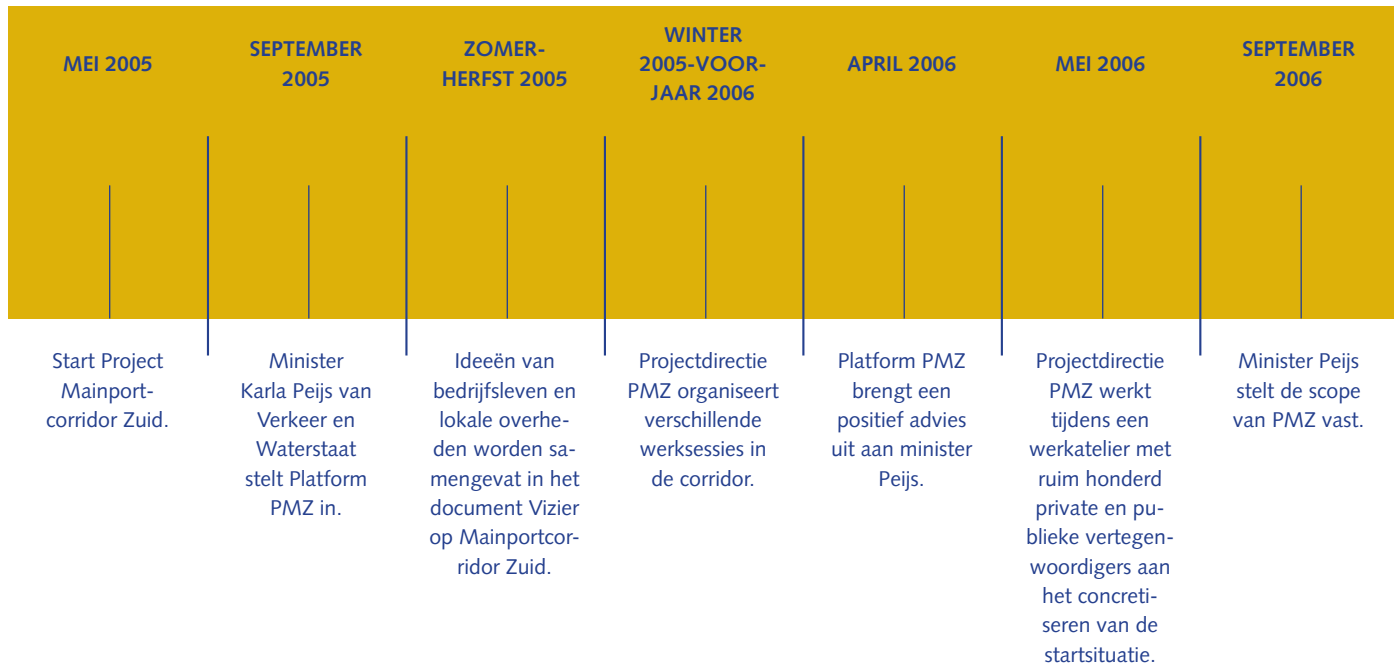 MEI 2005
SEPTEMBER
2005
ZOMER-
HERFST 2005
WINTER
2005-VOOR-
JAAR 2006
APRIL 2006
MEI 2006
SEPTEMBER
2006
Start Project
Mainport-
corridor Zuid.
Minister
Karla Peijs van
Verkeer en
Waterstaat
stelt Platform
PMZ in.
Ideeën van
bedrijfsleven en
lokale overhe-
den worden sa-
mengevat in het
document Vizier
op Mainportcor-
ridor Zuid.
Projectdirectie
PMZ organiseert
verschillende
werksessies in
de corridor.
Platform PMZ
brengt een
positief advies
uit aan minister
Peijs.
Projectdirectie
PMZ werkt
tijdens een
werkatelier met
ruim honderd
private en pu-
blieke vertegen-
woordigers aan
het concreti-
seren van de
startsituatie.
Minister Peijs
stelt de scope
van PMZ vast.